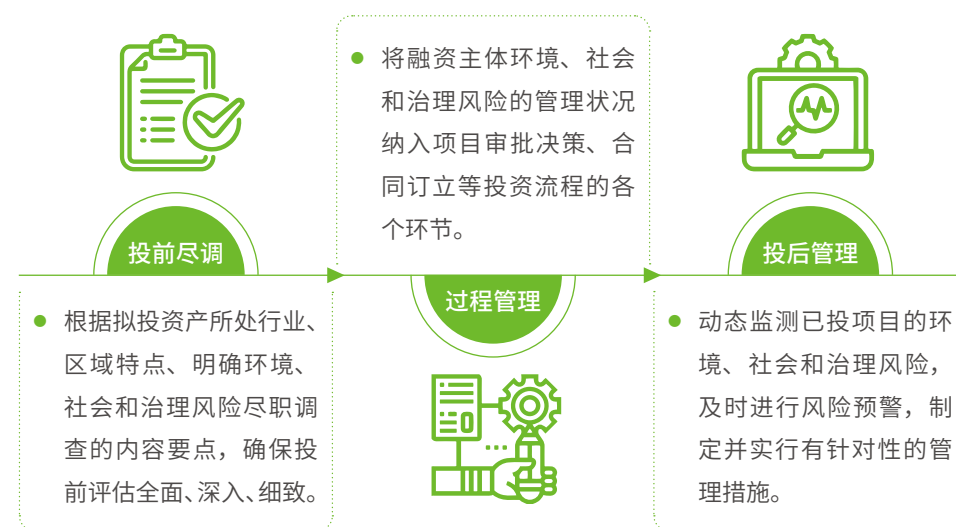 投前尽调
● 根据拟投资产所处行业、
区域特点、明确环境、
社会和治理风险尽职调
查的内容要点，确保投
前评估全面、深入、细致。
● 将融资主体环境、社会
和治理风险的管理状况
纳入项目审批决策、合
同订立等投资流程的各
个环节。
过程管理
投后管理
● 动态监测已投项目的环
境、社会和治理风险，
及时进行风险预警，制
定并实行有针对性的管
理措施。